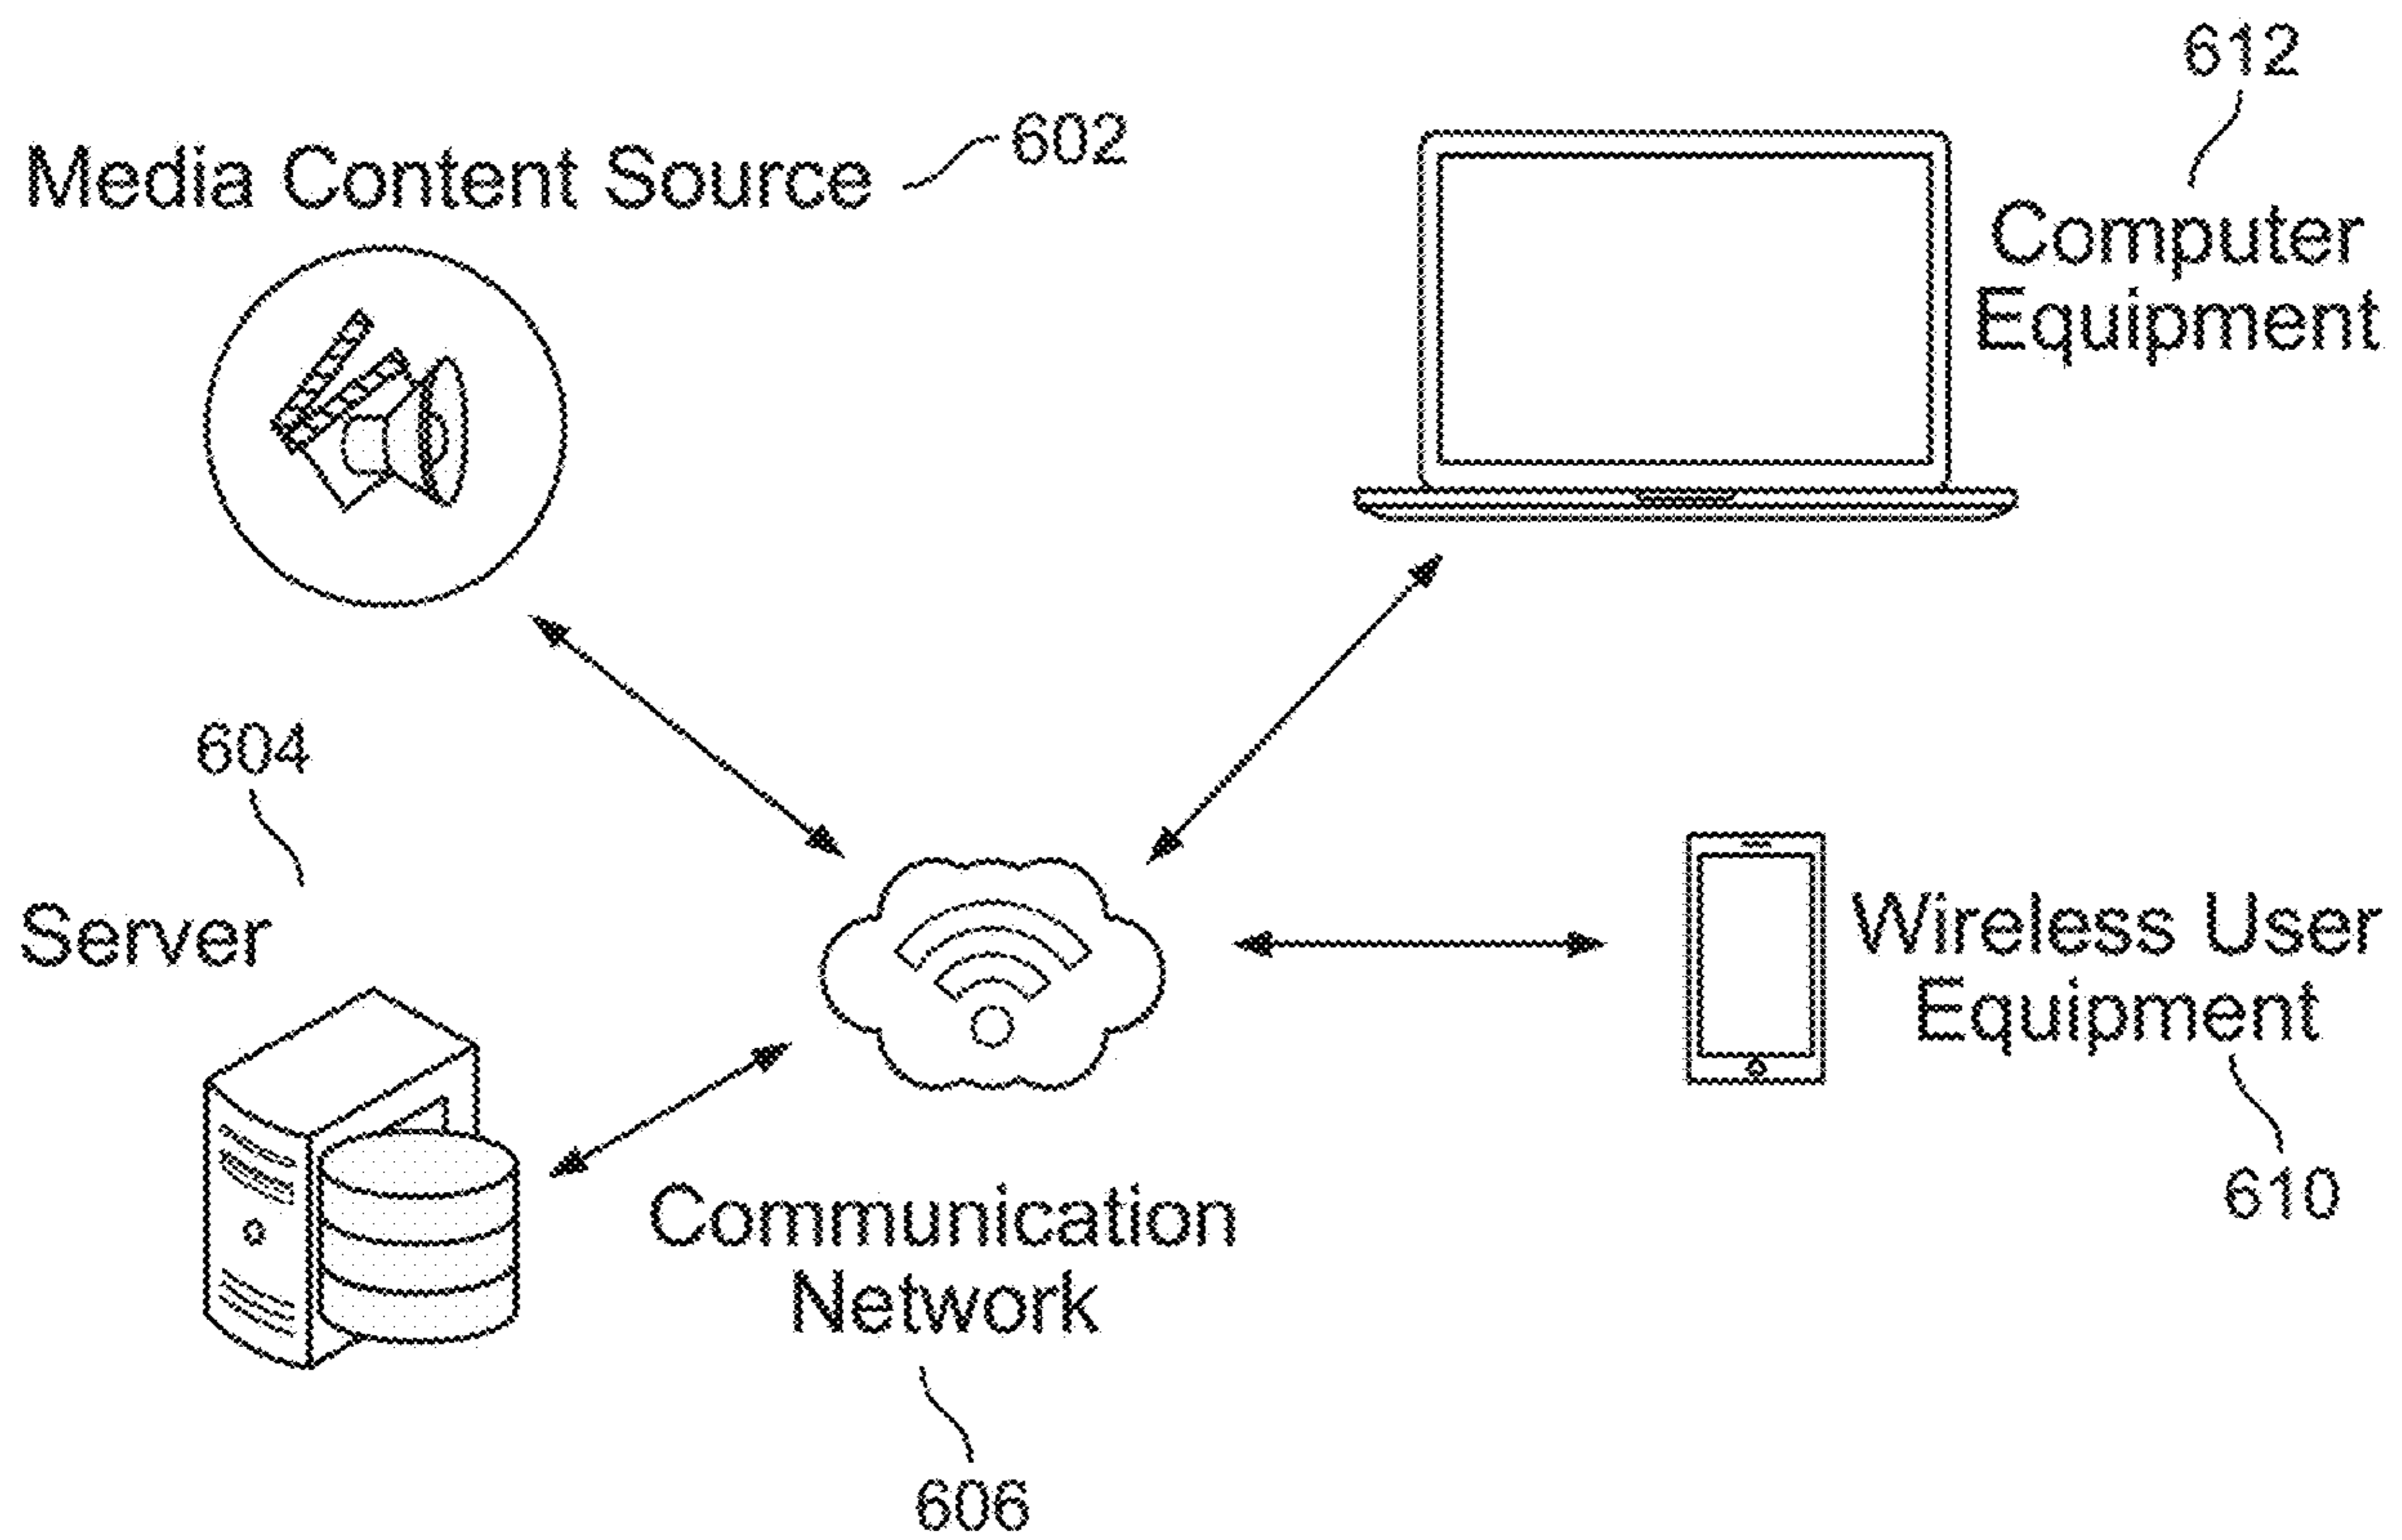 612
602
Media Content Source
Computer
Equipment
604
Server
Wireless User
Equipment
610
Communication
Network
606